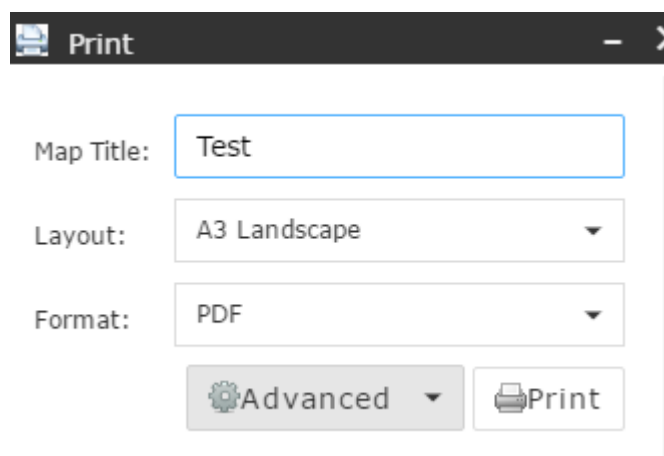 Print
Map Title: Test
Layout: A3 Landscape
Format: PDF
Advanced Print